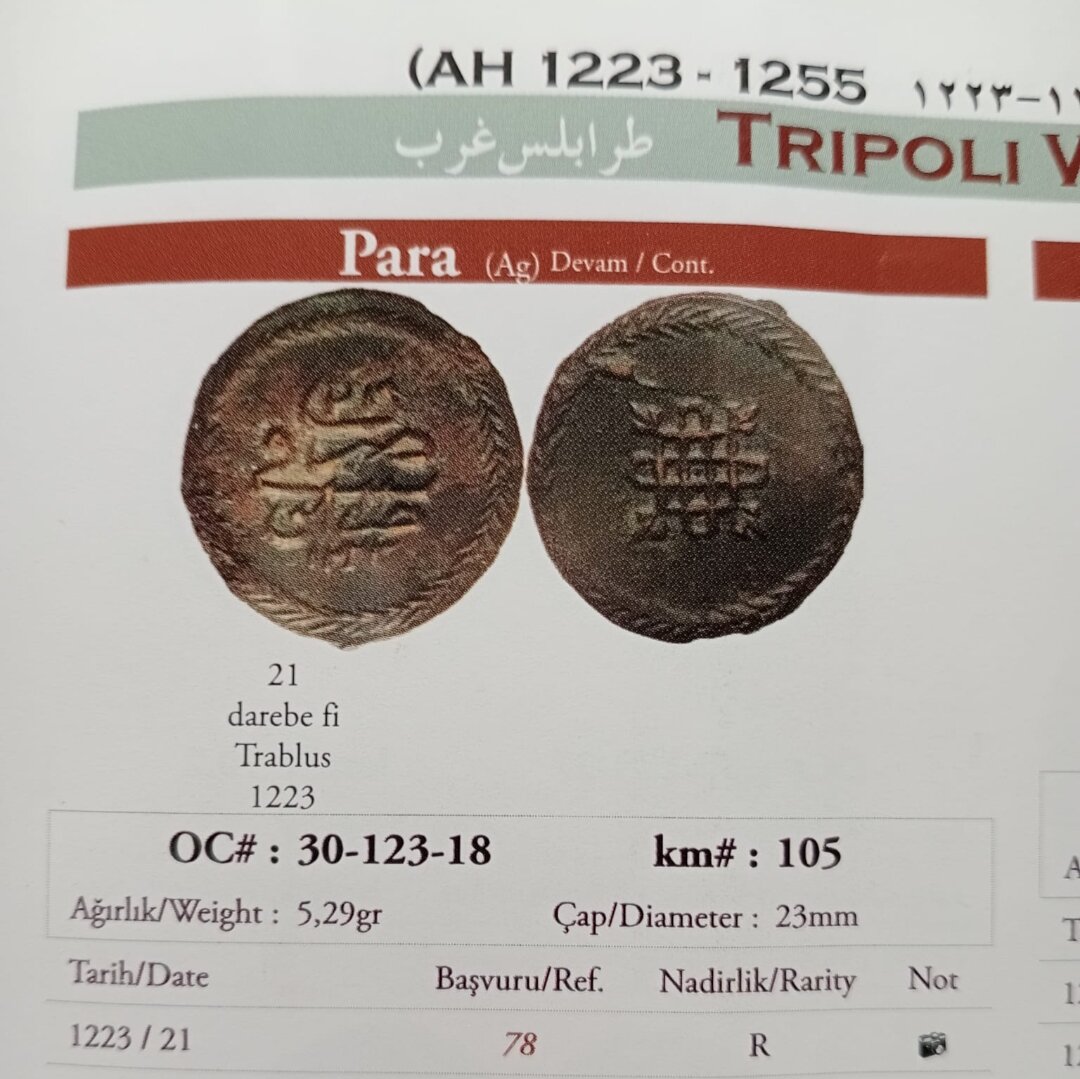 (AH 1223 - 1255 ١٢٢٣-١٢
طرابلس غرب TRIPOLI
Para (Ag) Devam / Cont.
21
darebe fi
Trablus
1223
OC# : 30-123-18 km# : 105
Ağırlık/Weight : 5,29gr Çap/Diameter : 23mm
Tarih/Date Başvuru/Ref. Nadirlik/Rarity Not
1223 / 21 78 R